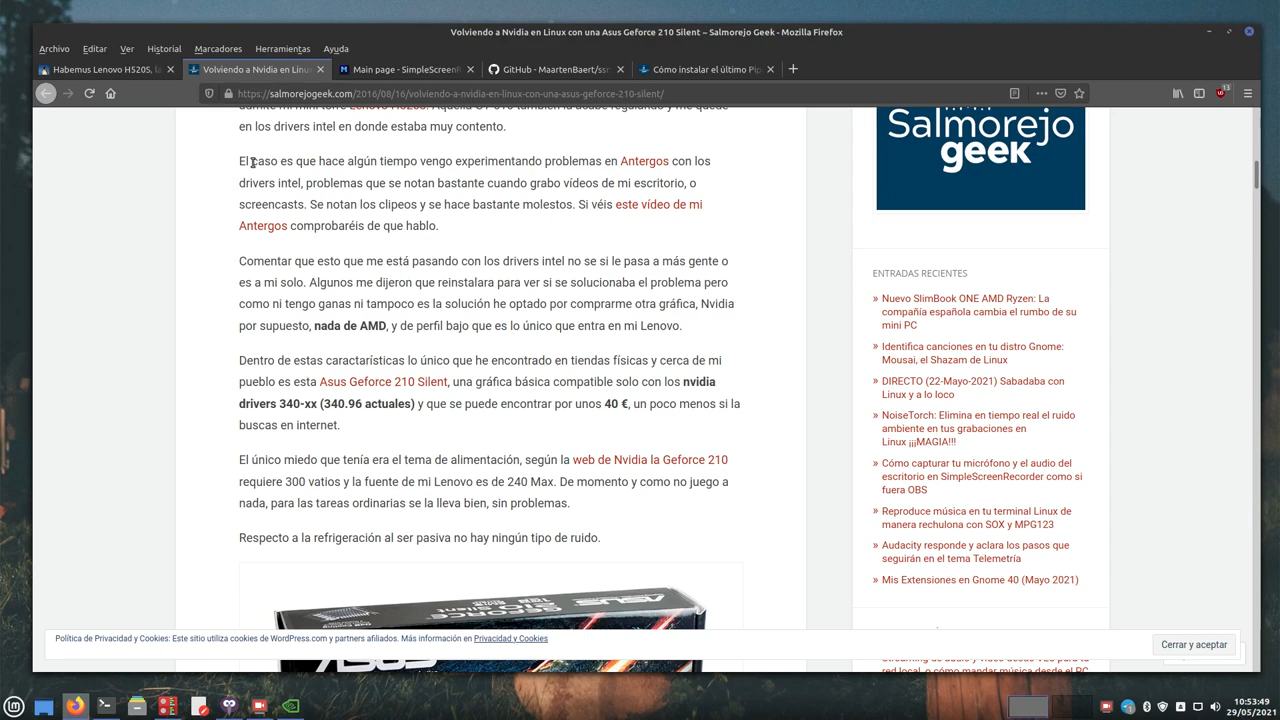 Volviendo a Nvidia en Linux con una Asus Geforce 210 Silent – Salmorejo Geek - Mozilla Firefox
Archivo Editar Ver Historial Marcadores Herramientas Ayuda
Habemus Lenovo H520S, la
Volviendo a Nvidia en Linux
Main page - SimpleScreenR
GitHub - MaartenBaert/ssr
Cómo instalar el último Pip
https://salmorejogeek.com/2016/08/16/volviendo-a-nvidia-en-linux-con-una-asus-geforce-210-silent/
13
en los drivers intel en donde estaba muy contento.
El caso es que hace algún tiempo vengo experimentando problemas en Antergos con los
drivers intel, problemas que se notan bastante cuando grabo vídeos de mi escritorio, o
screencasts. Se notan los clipeos y se hace bastante molestos. Si véis este vídeo de mi
Antergos comprobaréis de que hablo.
Comentar que esto que me está pasando con los drivers intel no se si le pasa a más gente o
es a mi solo. Algunos me dijeron que reinstalara para ver si se solucionaba el problema pero
como ni tengo ganas ni tampoco es la solución he optado por comprarme otra gráfica, Nvidia
por supuesto, nada de AMD, y de perfil bajo que es lo único que entra en mi Lenovo.
Dentro de estas caractarísticas lo único que he encontrado en tiendas físicas y cerca de mi
pueblo es esta Asus Geforce 210 Silent, una gráfica básica compatible solo con los nvidia
drivers 340-xx (340.96 actuales) y que se puede encontrar por unos 40 €, un poco menos si la
buscas en internet.
El único miedo que tenía era el tema de alimentación, según la web de Nvidia la Geforce 210
requiere 300 vatios y la fuente de mi Lenovo es de 240 Max. De momento y como no juego a
nada, para las tareas ordinarias se la lleva bien, sin problemas.
Respecto a la refrigeración al ser pasiva no hay ningún tipo de ruido.
Salmorejo
geek
ENTRADAS RECIENTES
» Nuevo SlimBook ONE AMD Ryzen: La
compañía española cambia el rumbo de su
mini PC
» Identifica canciones en tu distro Gnome:
Mousai, el Shazam de Linux
» DIRECTO (22-Mayo-2021) Sabadaba con
Linux y a lo loco
» NoiseTorch: Elimina en tiempo real el ruido
ambiente en tus grabaciones en
Linux ¡¡¡MAGIA!!!
» Cómo capturar tu micrófono y el audio del
escritorio en SimpleScreenRecorder como si
fuera OBS
» Reproduce música en tu terminal Linux de
manera rechulona con SOX y MPG123
» Audacity responde y aclara los pasos que
seguirán en el tema Telemetría
» Mis Extensiones en Gnome 40 (Mayo 2021)
red local, o cómo mandar música desde el PC
Política de Privacidad y Cookies: Este sitio utiliza cookies de WordPress.com y partners afiliados. Más información en Privacidad y Cookies
Cerrar y aceptar
10:53:49
29/05/2021